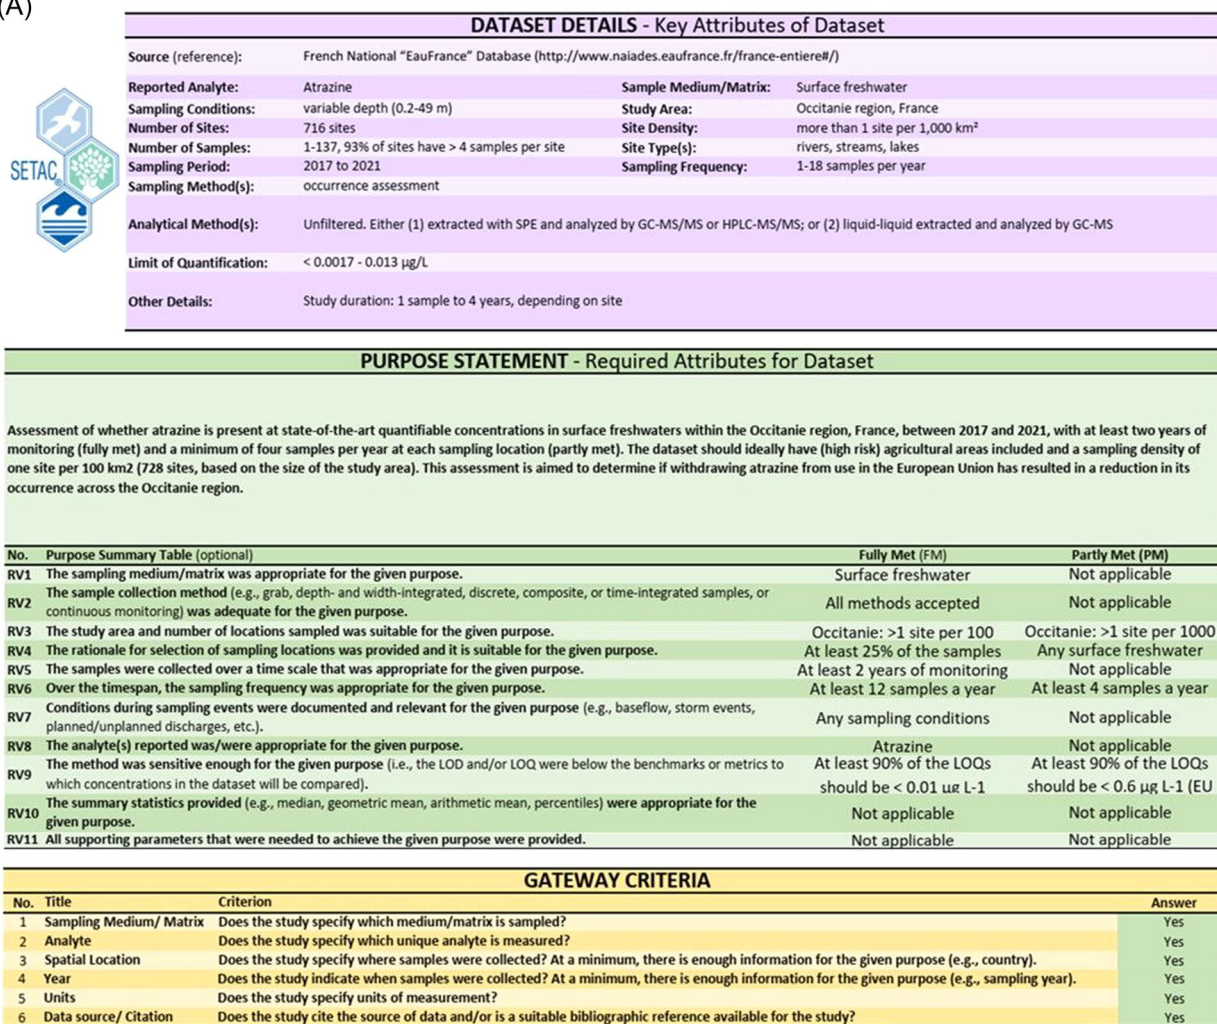 (A)
DATASET DETAILS - Key Attributes of Dataset
Source (reference): French National “EauFrance” Database (http://www.naiades.eaufrance.fr/france-entiere#/)
Reported Analyte: Atrazine Sample Medium/Matrix: Surface freshwater
Sampling Conditions: variable depth (0.2-49 m) Study Area: Occitanie region, France
Number of Sites: 716 sites Site Density: more than 1 site per 1,000 km²
Number of Samples: 1-137, 93% of sites have > 4 samples per site Site Type(s): rivers, streams, lakes
Sampling Period: 2017 to 2021 Sampling Frequency: 1-18 samples per year
Sampling Method(s): occurrence assessment
Analytical Method(s): Unfiltered. Either (1) extracted with SPE and analyzed by GC-MS/MS or HPLC-MS/MS; or (2) liquid-liquid extracted and analyzed by GC-MS
Limit of Quantification: < 0.0017 - 0.013 µg/L
Other Details: Study duration: 1 sample to 4 years, depending on site
SETAC®
PURPOSE STATEMENT - Required Attributes for Dataset
Assessment of whether atrazine is present at state-of-the-art quantifiable concentrations in surface freshwaters within the Occitanie region, France, between 2017 and 2021, with at least two years of
monitoring (fully met) and a minimum of four samples per year at each sampling location (partly met). The dataset should ideally have (high risk) agricultural areas included and a sampling density of
one site per 100 km2 (728 sites, based on the size of the study area). This assessment is aimed to determine if withdrawing atrazine from use in the European Union has resulted in a reduction in its
occurrence across the Occitanie region.
No. Purpose Summary Table (optional) Fully Met (FM) Partly Met (PM)
RV1 The sampling medium/matrix was appropriate for the given purpose. Surface freshwater Not applicable
RV2 The sample collection method (e.g., grab, depth- and width-integrated, discrete, composite, or time-integrated samples, or
continuous monitoring) was adequate for the given purpose. All methods accepted Not applicable
RV3 The study area and number of locations sampled was suitable for the given purpose. Occitanie: >1 site per 100 Occitanie: >1 site per 1000
RV4 The rationale for selection of sampling locations was provided and it is suitable for the given purpose. At least 25% of the samples Any surface freshwater
RV5 The samples were collected over a time scale that was appropriate for the given purpose. At least 2 years of monitoring Not applicable
RV6 Over the timespan, the sampling frequency was appropriate for the given purpose. At least 12 samples a year At least 4 samples a year
RV7 Conditions during sampling events were documented and relevant for the given purpose (e.g., baseflow, storm events,
planned/unplanned discharges, etc.). Any sampling conditions Not applicable
RV8 The analyte(s) reported was/were appropriate for the given purpose. Atrazine Not applicable
RV9 The method was sensitive enough for the given purpose (i.e., the LOD and/or LOQ were below the benchmarks or metrics to At least 90% of the LOQs At least 90% of the LOQs
which concentrations in the dataset will be compared). should be < 0.01 µg L-1 should be < 0.6 µg L-1 (EU
RV10 The summary statistics provided (e.g., median, geometric mean, arithmetic mean, percentiles) were appropriate for the
given purpose. Not applicable Not applicable
RV11 All supporting parameters that were needed to achieve the given purpose were provided. Not applicable Not applicable
GATEWAY CRITERIA
No. Title Criterion Answer
1 Sampling Medium/ Matrix Does the study specify which medium/matrix is sampled? Yes
2 Analyte Does the study specify which unique analyte is measured? Yes
3 Spatial Location Does the study specify where samples were collected? At a minimum, there is enough information for the given purpose (e.g., country). Yes
4 Year Does the study indicate when samples were collected? At a minimum, there is enough information for the given purpose (e.g., sampling year). Yes
5 Units Does the study specify units of measurement? Yes
6 Data source/ Citation Does the study cite the source of data and/or is a suitable bibliographic reference available for the study? Yes